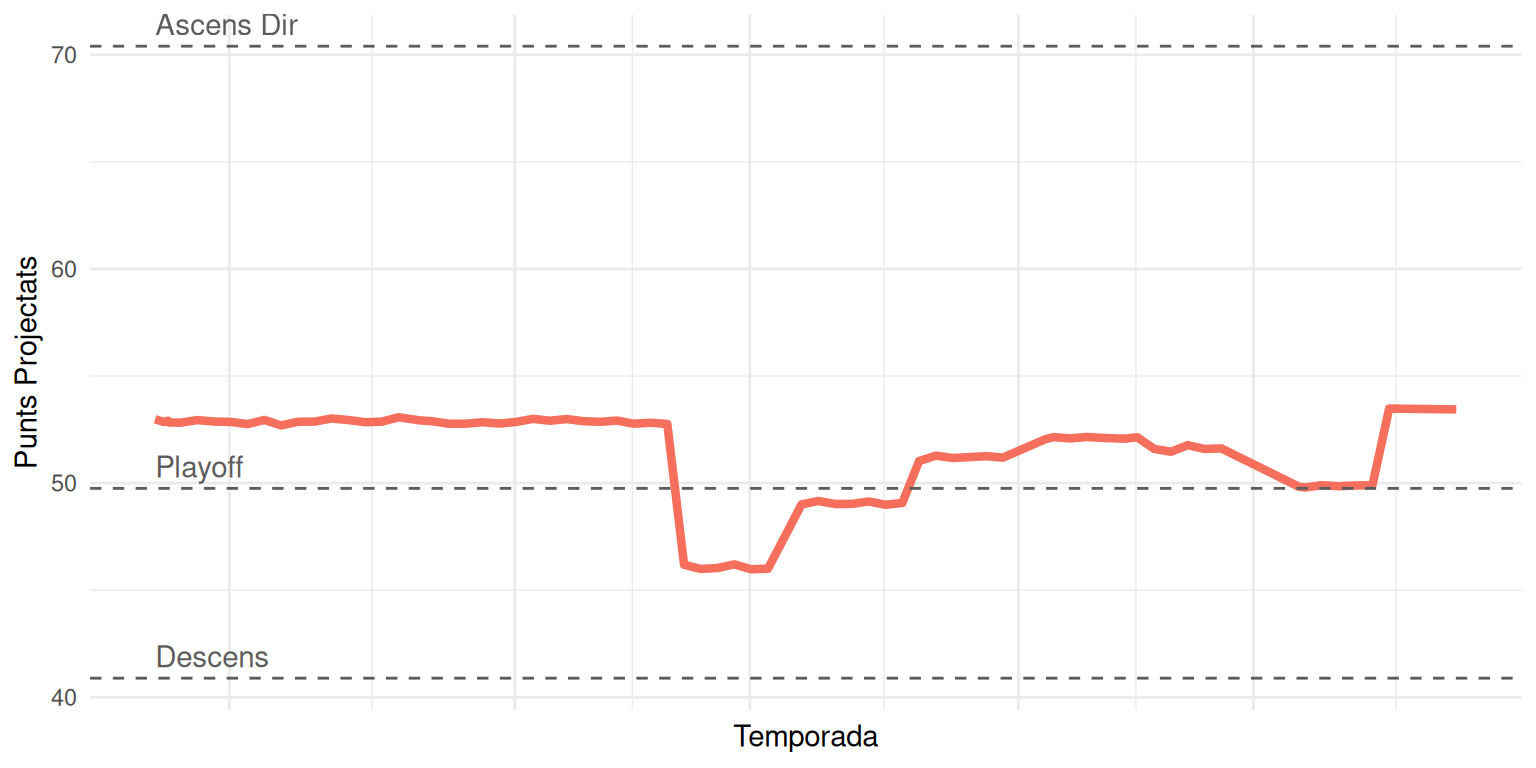 Ascens Dir
70
60
Punts Projectats
Playoff
50
Descens
40
Temporada